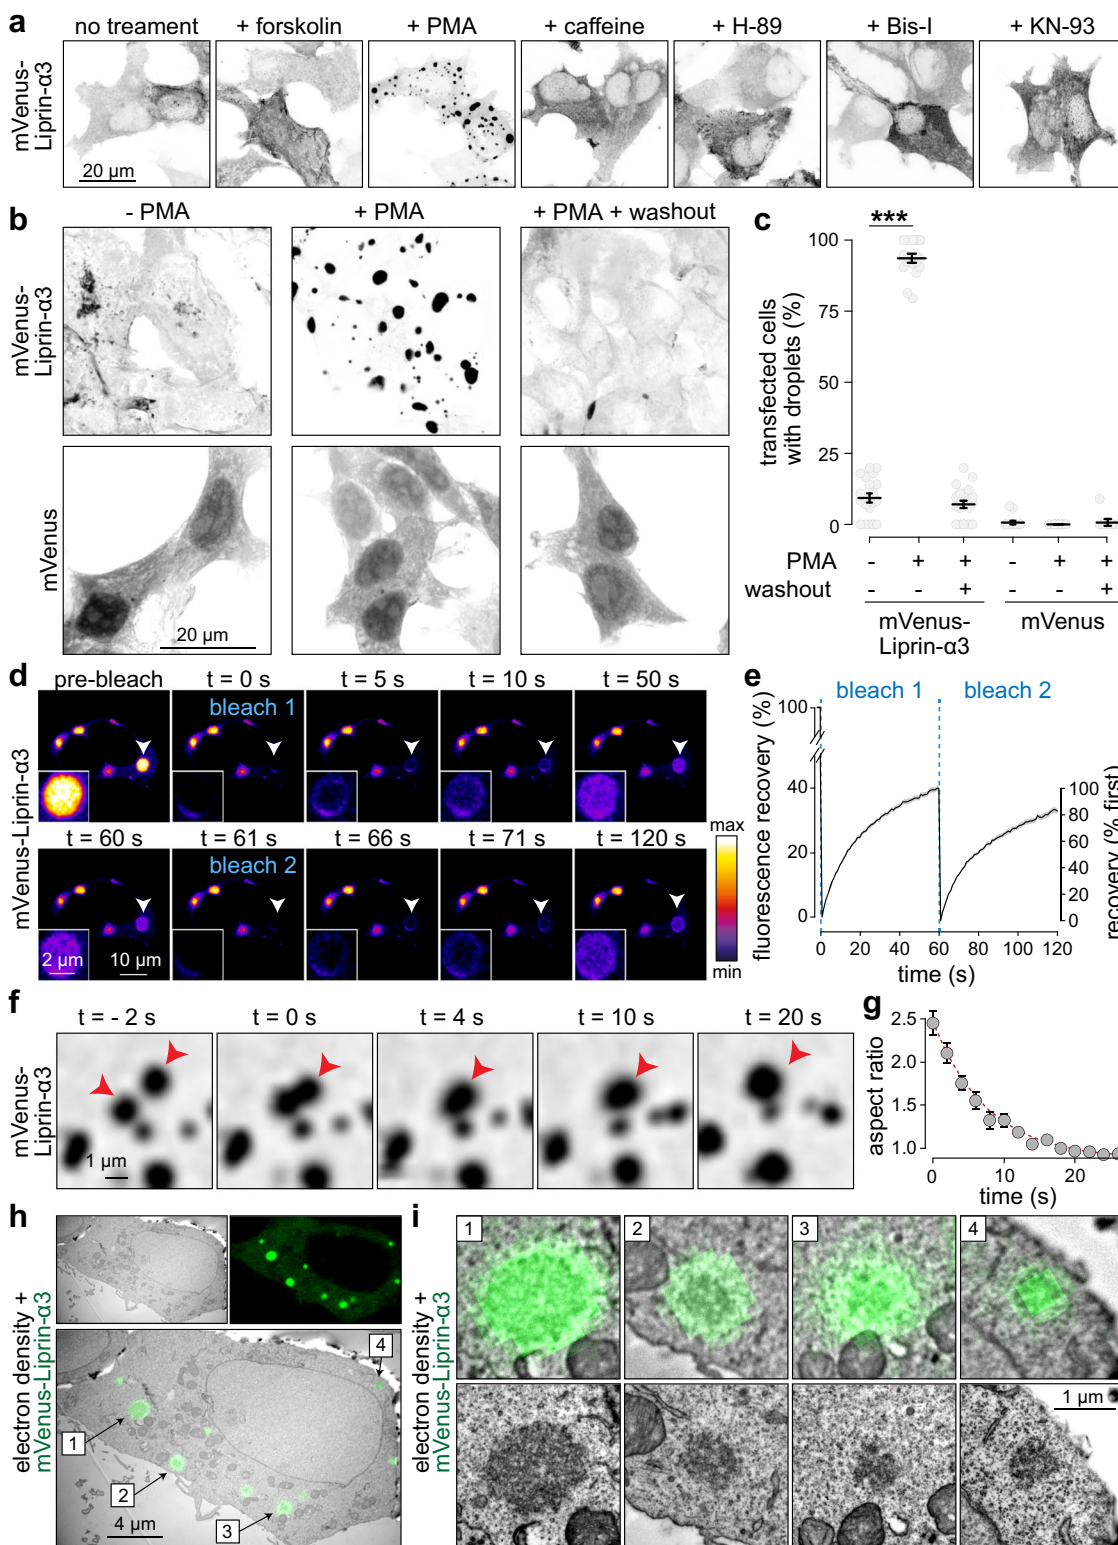 a
no treament + forskolin + PMA + caffeine + H-89 + Bis-I + KN-93
mVenus-
Liprin-α3
20 µm
b
- PMA + PMA + PMA + washout
mVenus-
Liprin-α3
mVenus
20 µm
c
***
transfected cells
with droplets (%)
100
75
50
25
0
PMA - + + - + +
washout - - + - - +
mVenus-
Liprin-α3
mVenus
d
pre-bleach t = 0 s t = 5 s t = 10 s t = 50 s
bleach 1
mVenus-Liprin-α3
t = 60 s t = 61 s t = 66 s t = 71 s t = 120 s
bleach 2
2 µm 10 µm
max
min
e
bleach 1 bleach 2
fluorescence recovery (%)
100
40
20
0
100
80
60
40
20
0
recovery (% first)
0 20 40 60 80 100 120
time (s)
f
t = - 2 s t = 0 s t = 4 s t = 10 s t = 20 s
mVenus-
Liprin-α3
1 µm
g
aspect ratio
2.5
2.0
1.5
1.0
0 10 20
time (s)
h
electron density +
mVenus-Liprin-α3
4
1
2
3
4 µm
i
electron density +
mVenus-Liprin-α3
1 2 3 4
1 µm